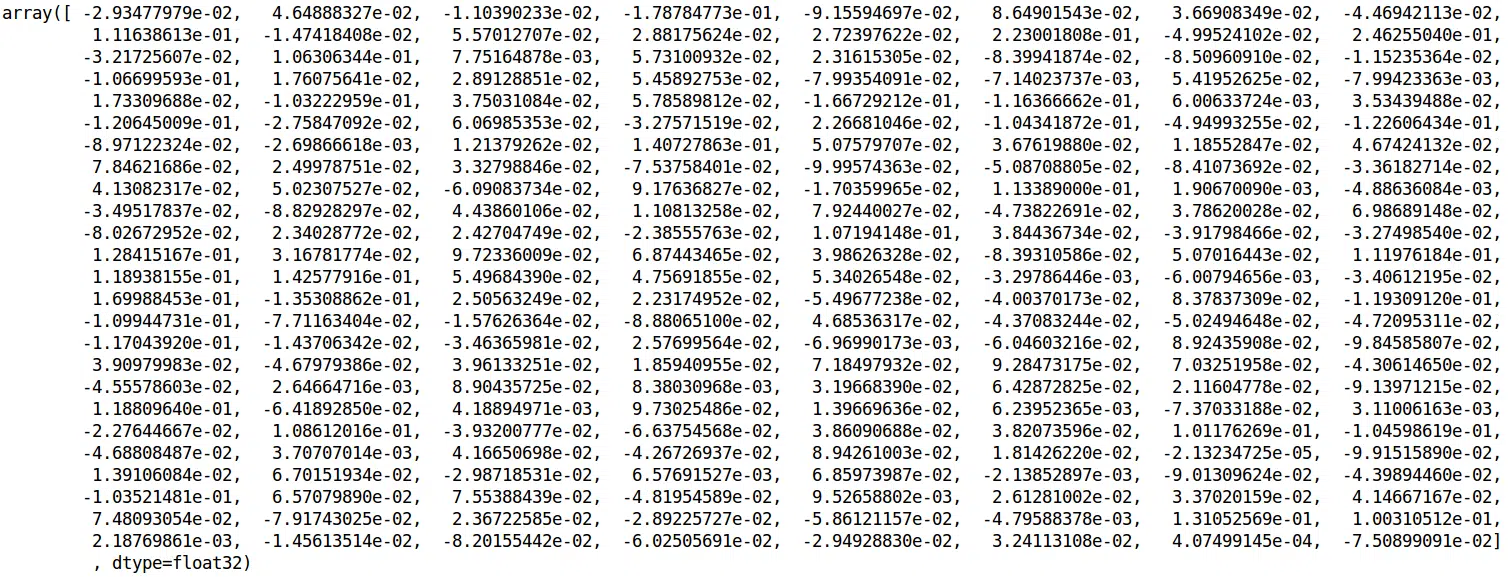 array([ -2.93477979e-02, 4.64888327e-02, -1.10390233e-02, -1.78784773e-01, -9.15594697e-02, 8.64901543e-02, 3.66908349e-02, -4.46942113e-02,
1.11638613e-01, -1.47418408e-02, 5.57012707e-02, 2.88175624e-02, 2.72397622e-02, 2.23001808e-01, -4.99524102e-02, 2.46255040e-01,
-3.21725607e-02, 1.06306344e-01, 7.75164878e-03, 5.73100932e-02, 2.31615305e-02, -8.39941874e-02, -8.50960910e-02, -1.15235364e-02,
-1.06699593e-01, 1.76075641e-02, 2.89128851e-02, 5.45892753e-02, -7.99354091e-02, -7.14023737e-03, 5.41952625e-02, -7.99423363e-03,
1.73309688e-02, -1.03222959e-01, 3.75031084e-02, 5.78589812e-02, -1.66729212e-01, -1.16366662e-01, 6.00633724e-03, 3.53439488e-02,
-1.20645009e-01, -2.75847092e-02, 6.06985353e-02, -3.27571519e-02, 2.26681046e-02, -1.04341872e-01, -4.94993255e-02, -1.22606434e-01,
-8.97122324e-02, -2.69866618e-03, 1.21379262e-02, 1.40727863e-01, 5.07579707e-02, 3.67619880e-02, 1.18552847e-02, 4.67424132e-02,
7.84621686e-02, 2.49978751e-02, 3.32798846e-02, -7.53758401e-02, -9.99574363e-02, -5.08708805e-02, -8.41073692e-02, -3.36182714e-02,
4.13082317e-02, 5.02307527e-02, -6.09083734e-02, 9.17636827e-02, -1.70359965e-02, 1.13389000e-01, 1.90670090e-03, -4.88636084e-03,
-3.49517837e-02, -8.82928297e-02, 4.43860106e-02, 1.10813258e-02, 7.92440027e-02, -4.73822691e-02, 3.78620028e-02, 6.98689148e-02,
-8.02672952e-02, 2.34028772e-02, 2.42704749e-02, -2.38555763e-02, 1.07194148e-01, 3.84436734e-02, -3.91798466e-02, -3.27498540e-02,
1.28415167e-01, 3.16781774e-02, 9.72336009e-02, 6.87443465e-02, 3.98626328e-02, -8.39310586e-02, 5.07016443e-02, 1.11976184e-01,
1.18938155e-01, 1.42577916e-01, 5.49684390e-02, 4.75691855e-02, 5.34026548e-02, -3.29786446e-03, -6.00794656e-03, -3.40612195e-02,
1.69988453e-01, -1.35308862e-01, 2.50563249e-02, 2.23174952e-02, -5.49677238e-02, -4.00370173e-02, 8.37837309e-02, -1.19309120e-01,
-1.09944731e-01, -7.71163404e-02, -1.57626364e-02, -8.88065100e-02, 4.68536317e-02, -4.37083244e-02, -5.02494648e-02, -4.72095311e-02,
-1.17043920e-01, -1.43706342e-02, -3.46365981e-02, 2.57699564e-02, -6.96990173e-03, -6.04603216e-02, 8.92435908e-02, -9.84585807e-02,
3.90979983e-02, -4.67979386e-02, 3.96133251e-02, 1.85940955e-02, 7.18497932e-02, 9.28473175e-02, 7.03251958e-02, -4.30614650e-02,
-4.55578603e-02, 2.64664716e-03, 8.90435725e-02, 8.38030968e-03, 3.19668390e-02, 6.42872825e-02, 2.11604778e-02, -9.13971215e-02,
1.18809640e-01, -6.41892850e-02, 4.18894971e-03, 9.73025486e-02, 1.39669636e-02, 6.23952365e-03, -7.37033188e-02, 3.11006163e-03,
-2.27644667e-02, 1.08612016e-01, -3.93200777e-02, -6.63754568e-02, 3.86090688e-02, 3.82073596e-02, 1.01176269e-01, -1.04598619e-01,
-4.68808487e-02, 3.70707014e-03, 4.16650698e-02, -4.26726937e-02, 8.94261003e-02, 1.81426220e-02, -2.13234725e-05, -9.91515890e-02,
1.39106084e-02, 6.70151934e-02, -2.98718531e-02, 6.57691527e-03, 6.85973987e-02, -2.13852897e-03, -9.01309624e-02, -4.39894460e-02,
-1.03521481e-01, 6.57079890e-02, 7.55388439e-02, -4.81954589e-02, 9.52658802e-03, 2.61281002e-02, 3.37020159e-02, 4.14667167e-02,
7.48093054e-02, -7.91743025e-02, 2.36722585e-02, -2.89225727e-02, -5.86121157e-02, -4.79588378e-03, 1.31052569e-01, 1.00310512e-01,
2.18769861e-03, -1.45613514e-02, -8.20155442e-02, -6.02505691e-02, -2.94928830e-02, 3.24113108e-02, 4.07499145e-04, -7.50899091e-02]
, dtype=float32)